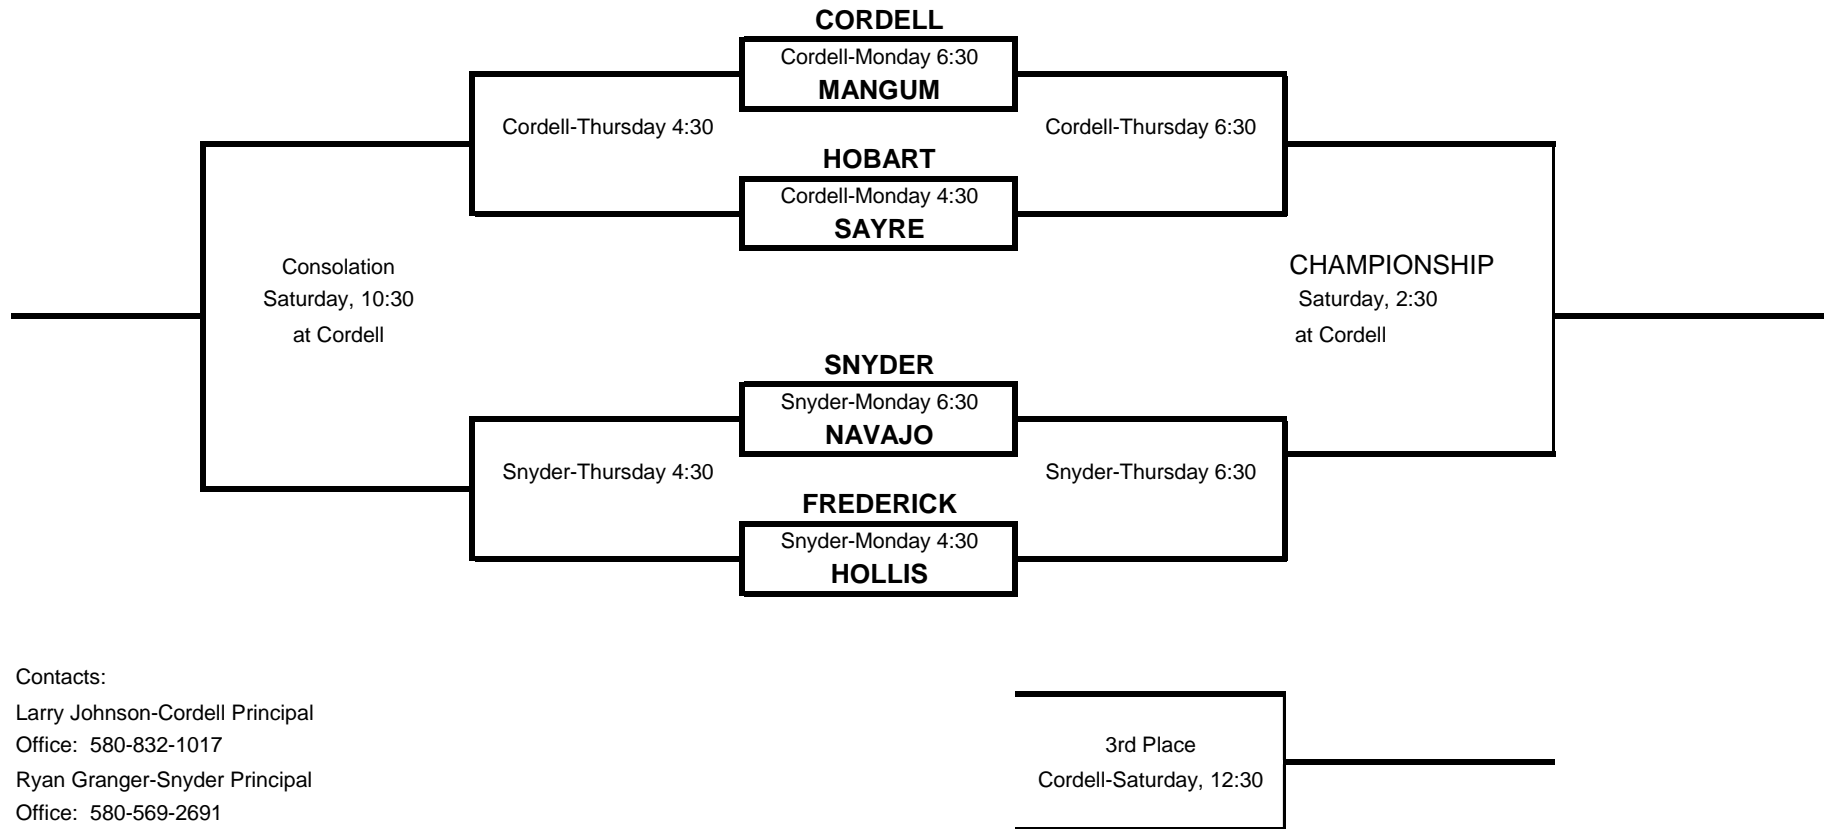 CORDELL
Cordell-Monday 6:30
MANGUM
Cordell-Thursday 4:30
Cordell-Thursday 6:30
HOBART
Cordell-Monday 4:30
SAYRE
Consolation
Saturday, 10:30
at Cordell
CHAMPIONSHIP
Saturday, 2:30
at Cordell
SNYDER
Snyder-Monday 6:30
NAVAJO
Snyder-Thursday 4:30
Snyder-Thursday 6:30
FREDERICK
Snyder-Monday 4:30
HOLLIS
Contacts:
Larry Johnson-Cordell Principal
Office:  580-832-1017
Ryan Granger-Snyder Principal
Office:  580-569-2691
3rd Place
Cordell-Saturday, 12:30